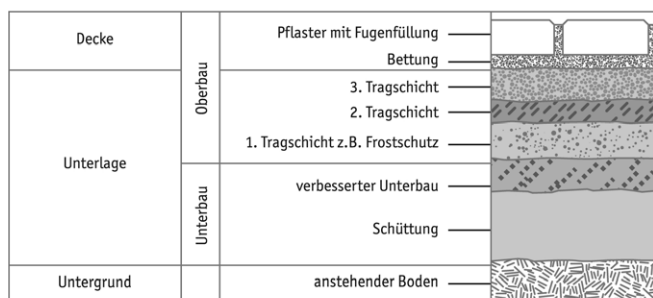 Decke
Oberbau
Pflaster mit Fugenfüllung
Bettung
Unterlage
3. Tragschicht
2. Tragschicht
1. Tragschicht z.B. Frostschutz
Unterbau
verbesserter Unterbau
Schüttung
Untergrund
anstehender Boden